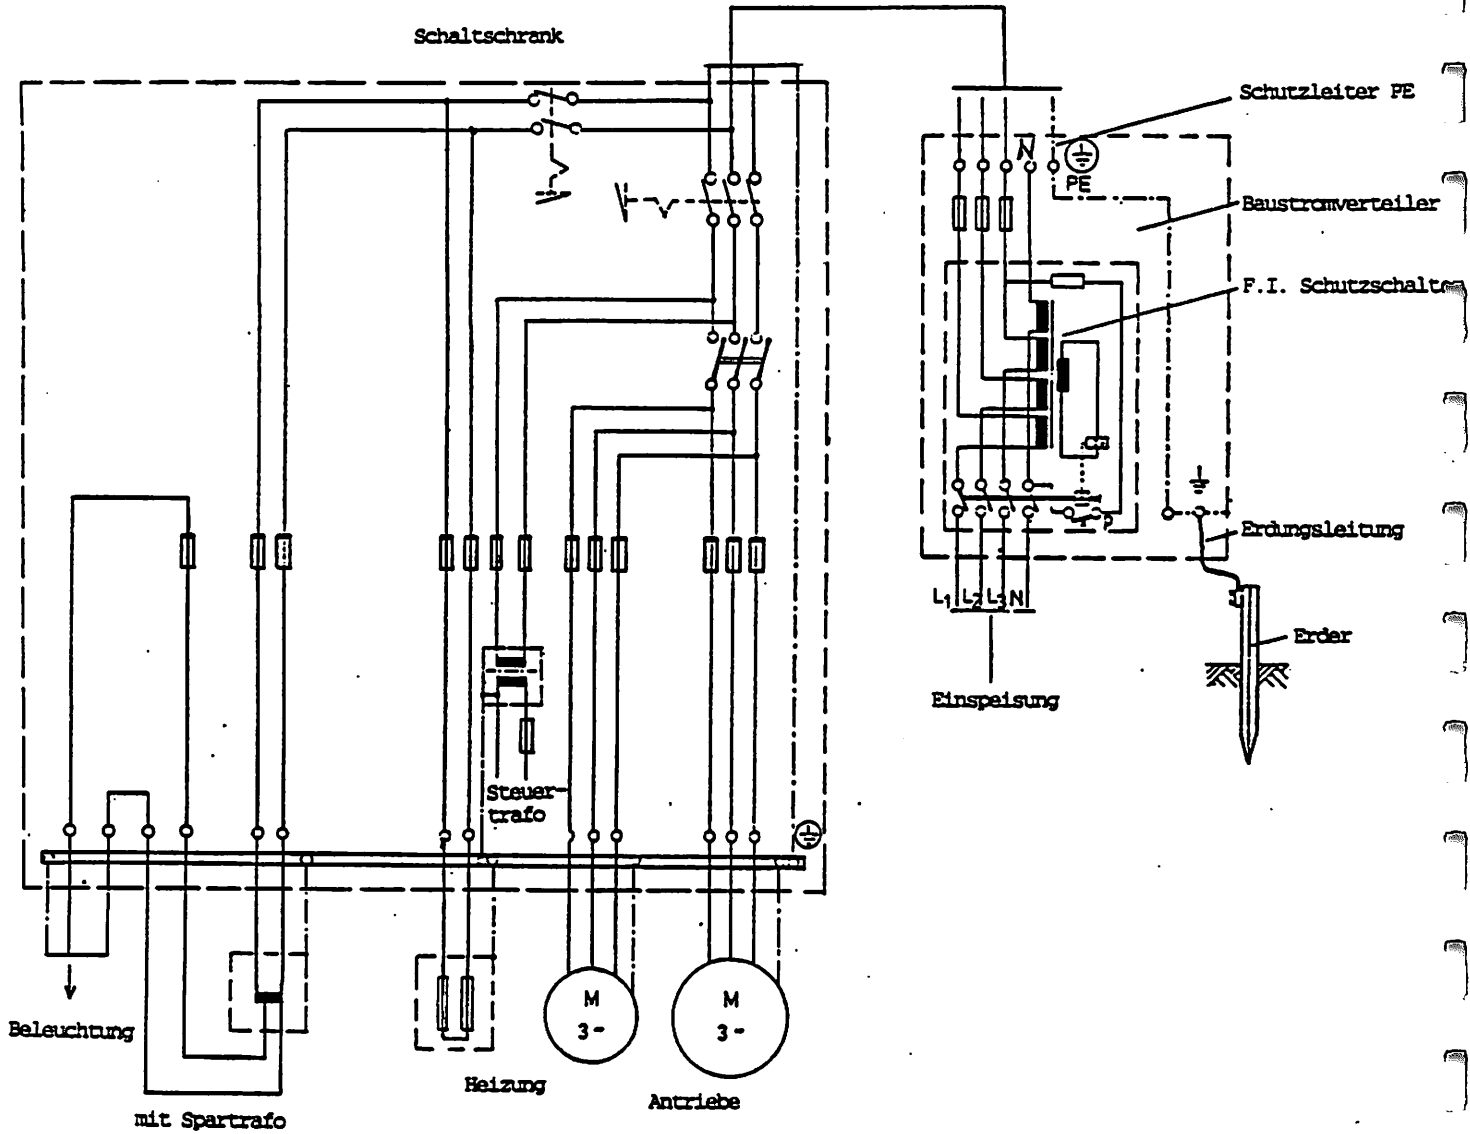 Schaltschrank
Schutzleiter PE
N
PE
Baustromverteiler
F.I. Schutzschalte
P
Erdungsleitung
L1 L2 L3 N
Erder
Einspeisung
Steuer-
trafo
M
3~
M
3~
Beleuchtung
Heizung
Antriebe
mit Spartrafo